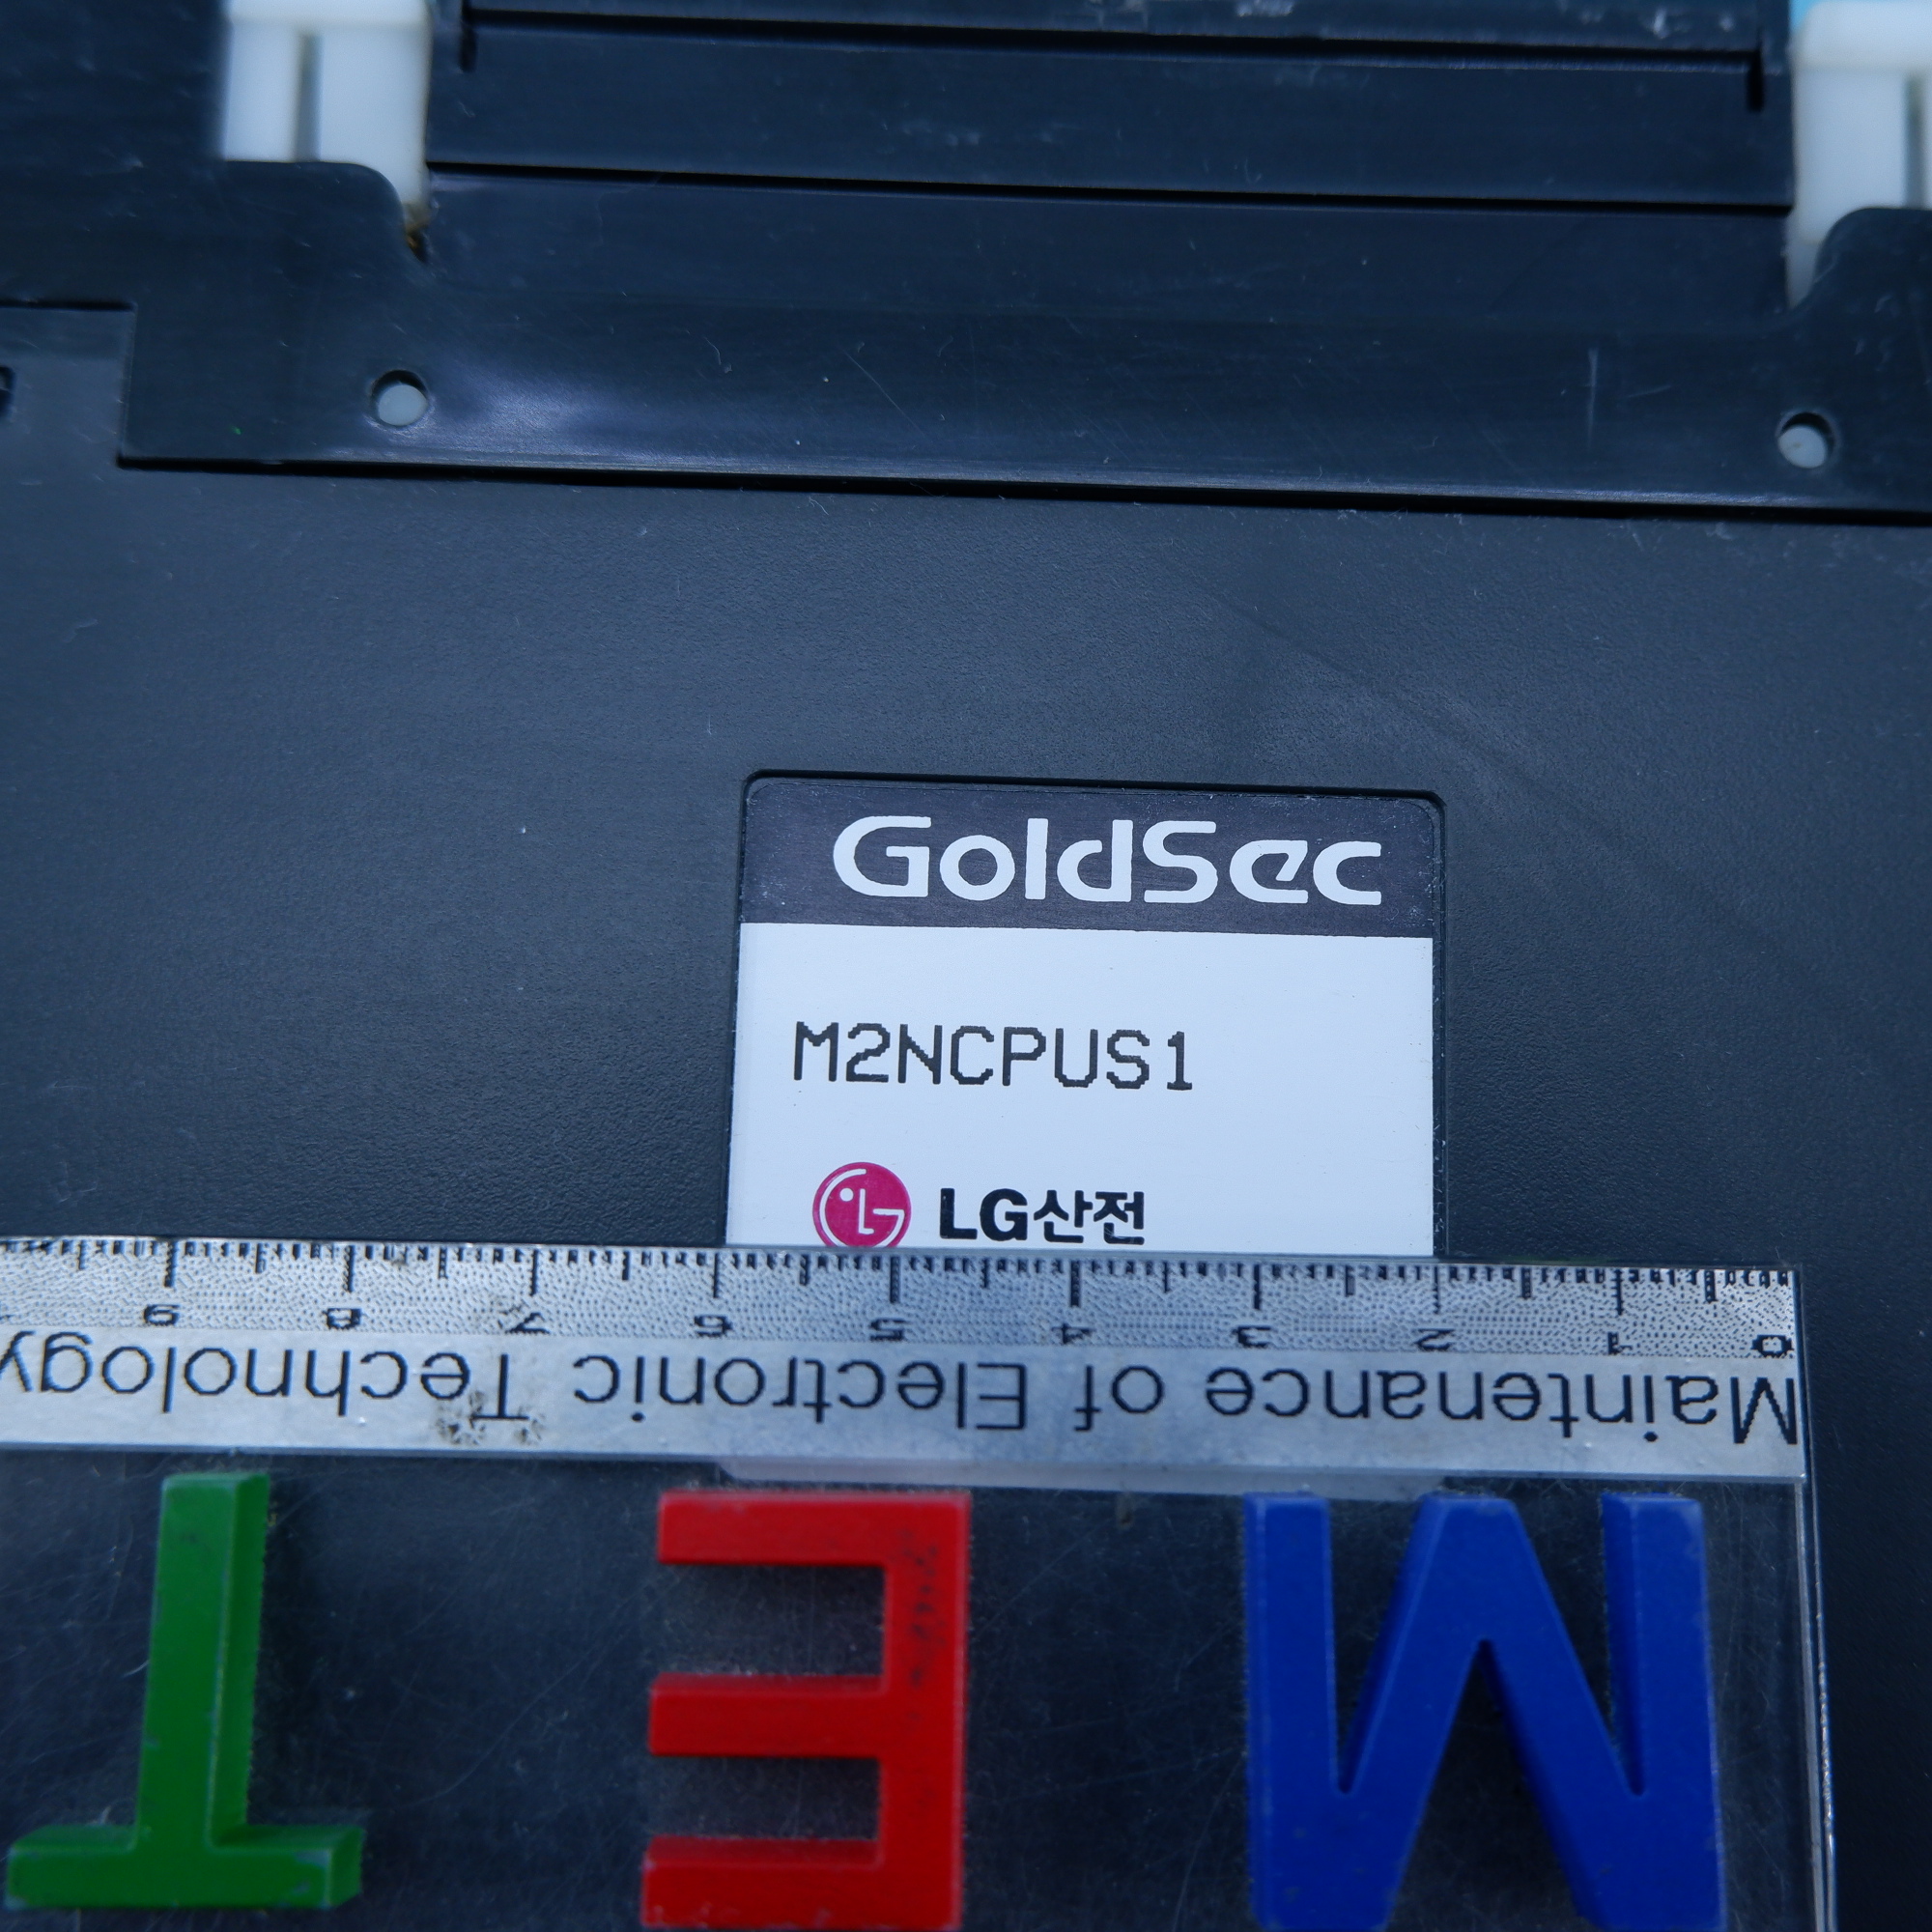 GoldSec
M2NCPUS1
LG산전
0 1 2 3 4 5 6 7 8 9
Maintenance of Electronic Technology
MET